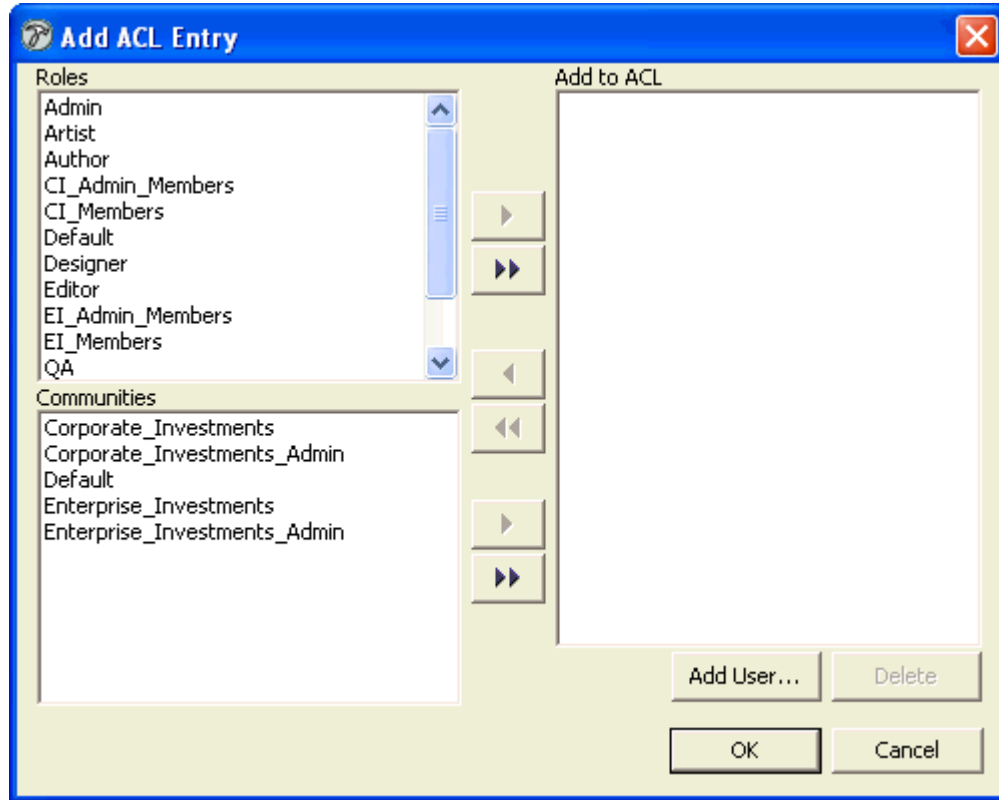 Add ACL Entry
Roles
Admin
Artist
Author
CI_Admin_Members
CI_Members
Default
Designer
Editor
EI_Admin_Members
EI_Members
QA
Communities
Corporate_Investments
Corporate_Investments_Admin
Default
Enterprise_Investments
Enterprise_Investments_Admin
Add to ACL
Add User...
Delete
OK
Cancel